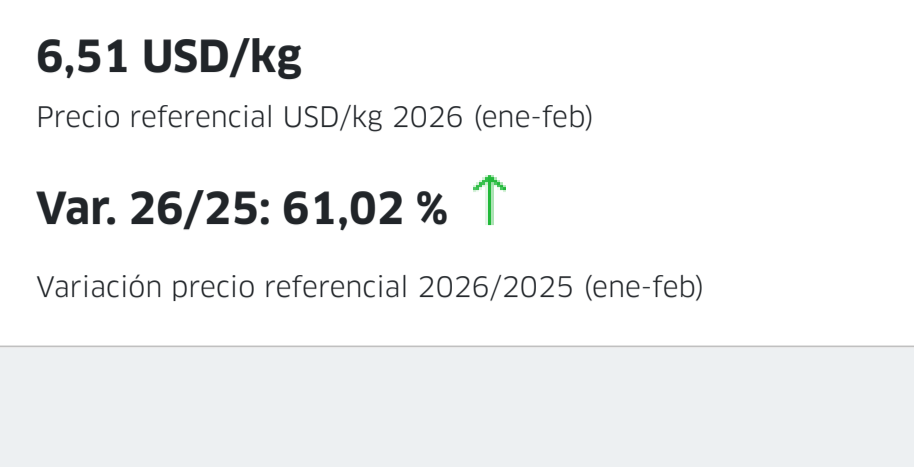 6,51 USD/kg
Precio referencial USD/kg 2026 (ene-feb)
Var. 26/25: 61,02 %
Variación precio referencial 2026/2025 (ene-feb)